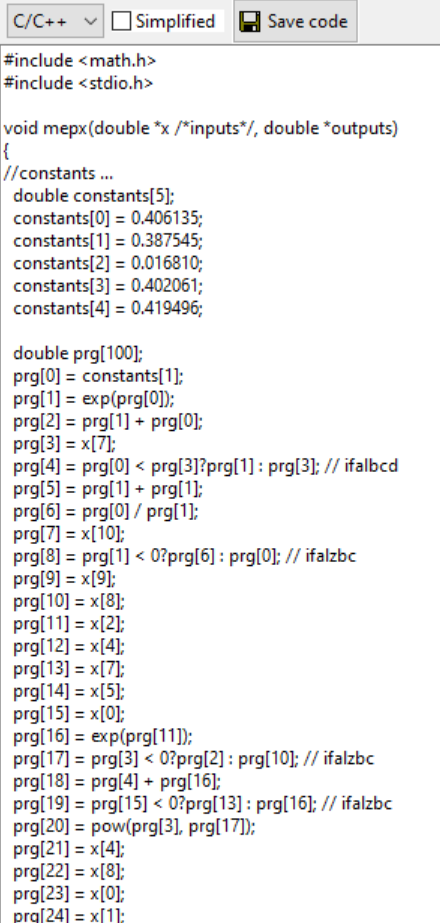 C/C++ Simplified Save code
#include <math.h>
#include <stdio.h>
void mepx(double *x /*inputs*/, double *outputs)
{
//constants ...
double constants[5];
constants[0] = 0.406135;
constants[1] = 0.387545;
constants[2] = 0.016810;
constants[3] = 0.402061;
constants[4] = 0.419496;
double prg[100];
prg[0] = constants[1];
prg[1] = exp(prg[0]);
prg[2] = prg[1] + prg[0];
prg[3] = x[7];
prg[4] = prg[0] < prg[3]?prg[1] : prg[3]; // ifalbcd
prg[5] = prg[1] + prg[1];
prg[6] = prg[0] / prg[1];
prg[7] = x[10];
prg[8] = prg[1] < 0?prg[6] : prg[0]; // ifalzbc
prg[9] = x[9];
prg[10] = x[8];
prg[11] = x[2];
prg[12] = x[4];
prg[13] = x[7];
prg[14] = x[5];
prg[15] = x[0];
prg[16] = exp(prg[11]);
prg[17] = prg[3] < 0?prg[2] : prg[10]; // ifalzbc
prg[18] = prg[4] + prg[16];
prg[19] = prg[15] < 0?prg[13] : prg[16]; // ifalzbc
prg[20] = pow(prg[3], prg[17]);
prg[21] = x[4];
prg[22] = x[8];
prg[23] = x[0];
prg[24] = x[1];